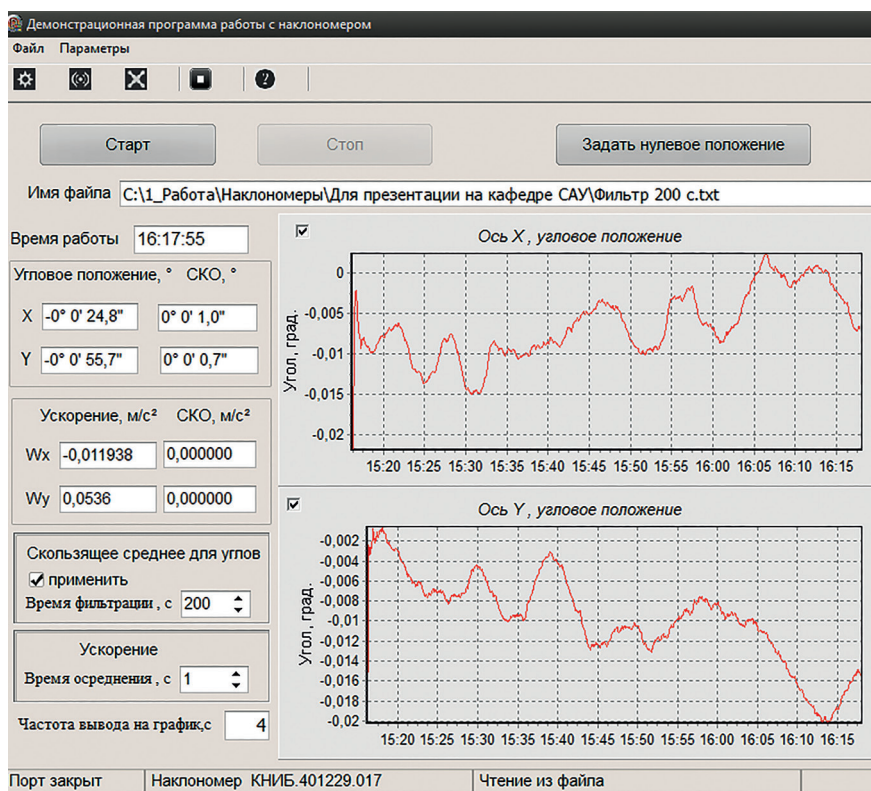 Демонстрационная программа работы с наклономером
Файл Параметры
Старт Стоп Задать нулевое положение
Имя файла C:\1_Работа\Наклономеры\Для презентации на кафедре САУ\Фильтр 200 с.txt
Время работы 16:17:55
Угловое положение, ° СКО, °
X -0° 0' 24,8" 0° 0' 1,0"
Y -0° 0' 55,7" 0° 0' 0,7"
Ускорение, м/с² СКО, м/с²
Wx -0,011938 0,000000
Wy 0,0536 0,000000
Скользящее среднее для углов
применить
Время фильтрации , с 200
Ускорение
Время осреднения , с 1
Частота вывода на график,с 4
Ось X , угловое положение
Угол, град.
0
-0,005
-0,01
-0,015
-0,02
15:20 15:25 15:30 15:35 15:40 15:45 15:50 15:55 16:00 16:05 16:10 16:15
Ось Y , угловое положение
Угол, град.
-0,002
-0,004
-0,006
-0,008
-0,01
-0,012
-0,014
-0,016
-0,018
-0,02
15:20 15:25 15:30 15:35 15:40 15:45 15:50 15:55 16:00 16:05 16:10 16:15
Порт закрыт Наклономер КНИБ.401229.017 Чтение из файла